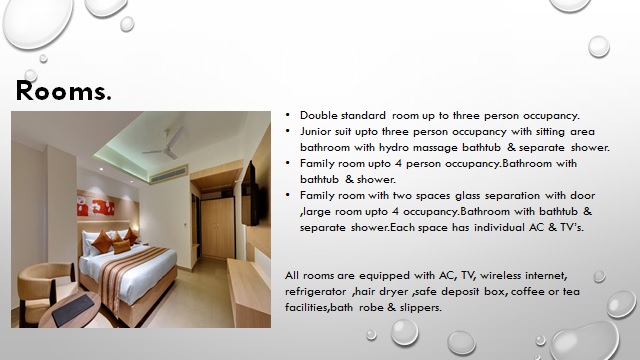 Rooms.
• Double standard room up to three person occupancy.
• Junior suit upto three person occupancy with sitting area
bathroom with hydro massage bathtub & separate shower.
• Family room upto 4 person occupancy.Bathroom with
bathtub & shower.
• Family room with two spaces glass separation with door
,large room upto 4 occupancy.Bathroom with bathtub &
separate shower.Each space has individual AC & TV's.
All rooms are equipped with AC, TV, wireless internet,
refrigerator ,hair dryer ,safe deposit box, coffee or tea
facilities,bath robe & slippers.